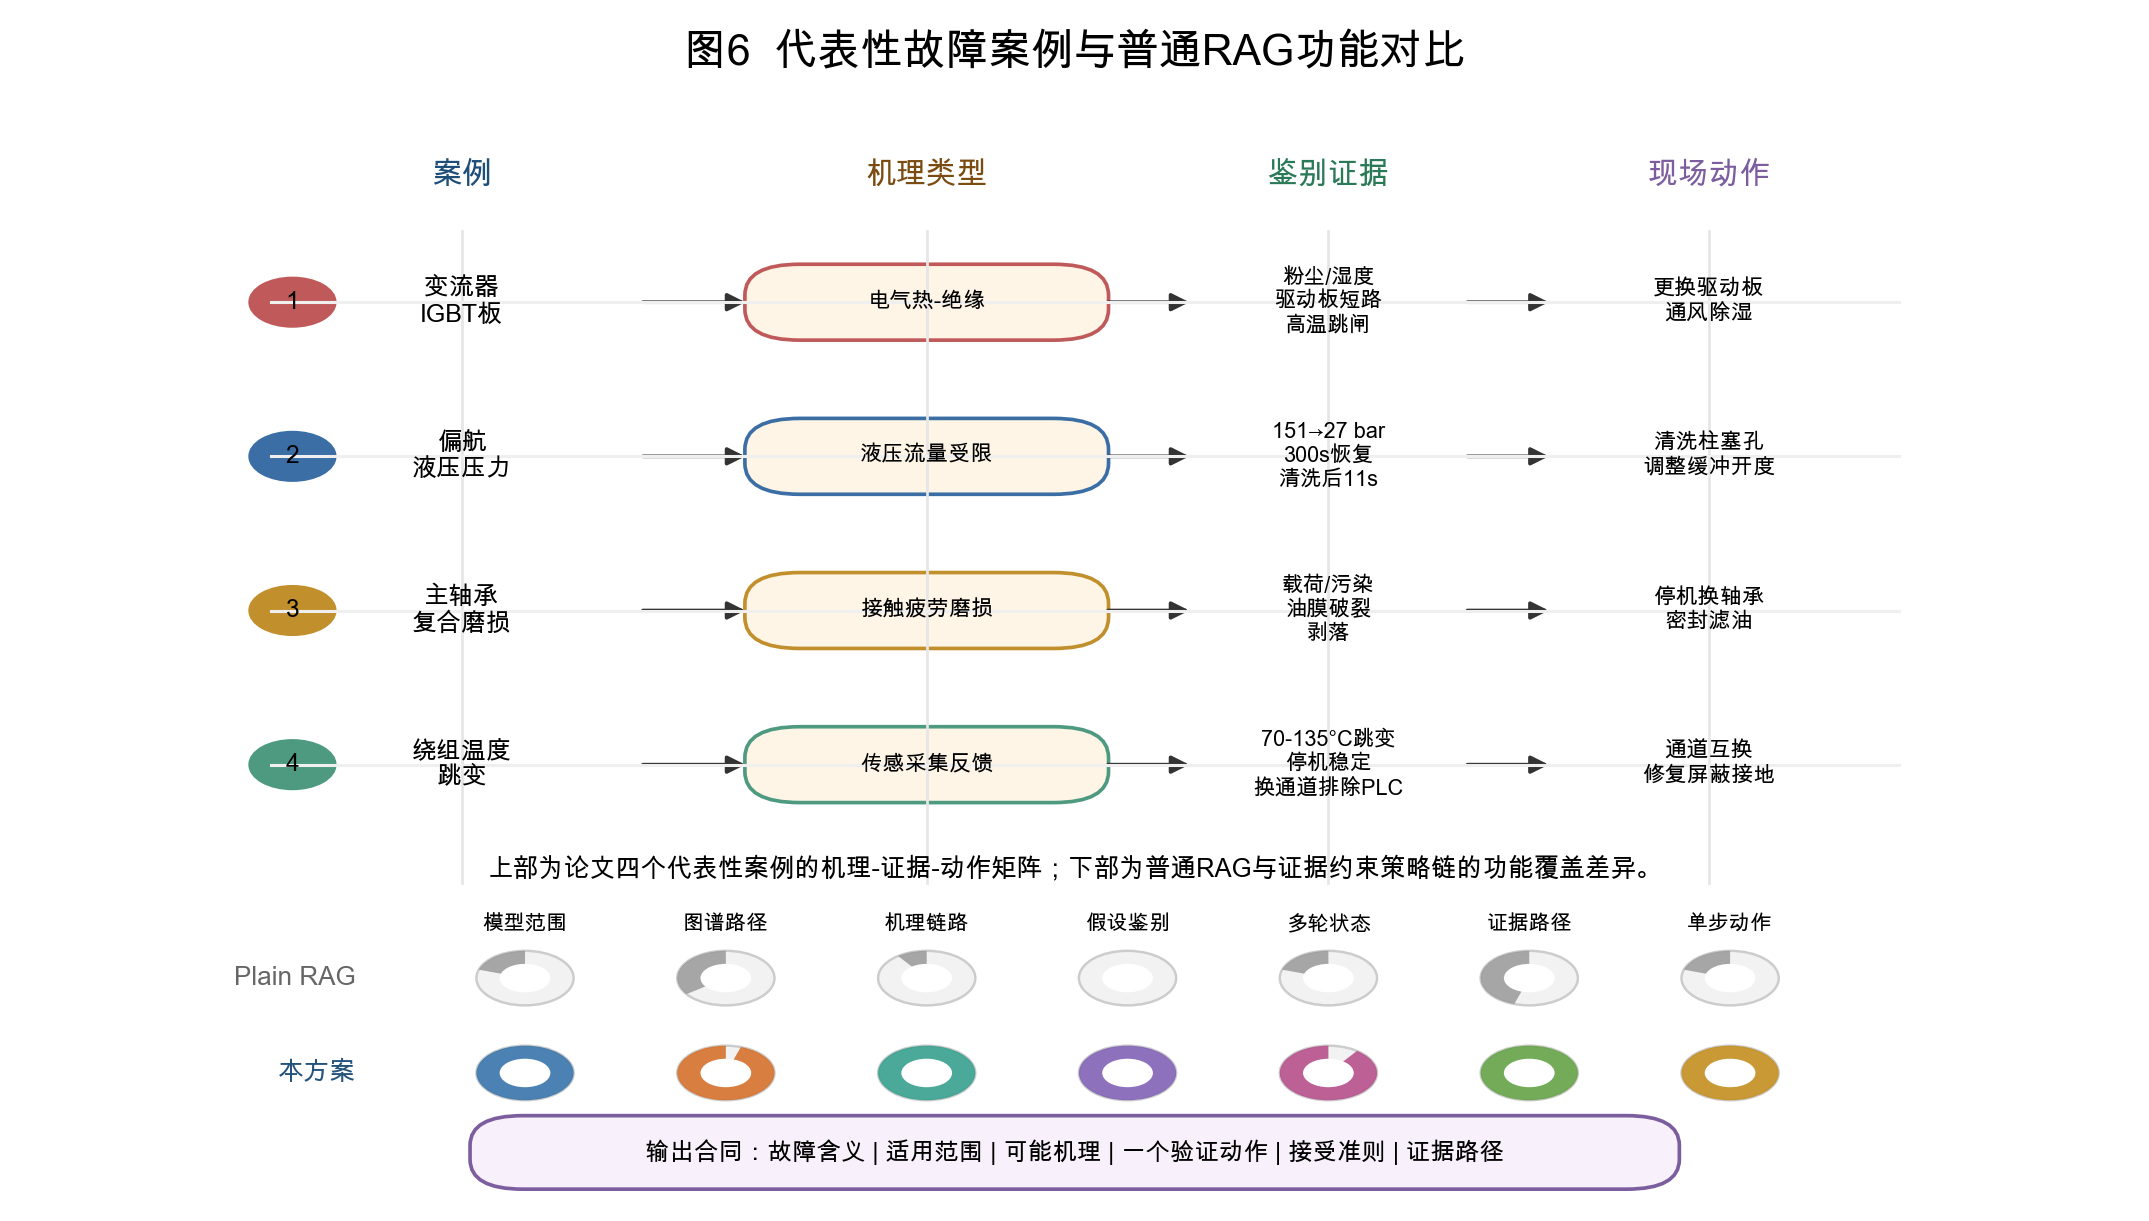 图6 代表性故障案例与普通RAG功能对比
案例
机理类型
鉴别证据
现场动作
1
变流器
IGBT板
电气热-绝缘
粉尘/湿度
驱动板短路
高温跳闸
更换驱动板
通风除湿
2
偏航
液压压力
液压流量受限
151→27 bar
300s恢复
清洗后11s
清洗柱塞孔
调整缓冲开度
3
主轴承
复合磨损
接触疲劳磨损
载荷/污染
油膜破裂
剥落
停机换轴承
密封滤油
4
绕组温度
跳变
传感采集反馈
70-135°C跳变
停机稳定
换通道排除PLC
通道互换
修复屏蔽接地
上部为论文四个代表性案例的机理-证据-动作矩阵；下部为普通RAG与证据约束策略链的功能覆盖差异。
模型范围
图谱路径
机理链路
假设鉴别
多轮状态
证据路径
单步动作
Plain RAG
本方案
输出合同：故障含义 | 适用范围 | 可能机理 | 一个验证动作 | 接受准则 | 证据路径